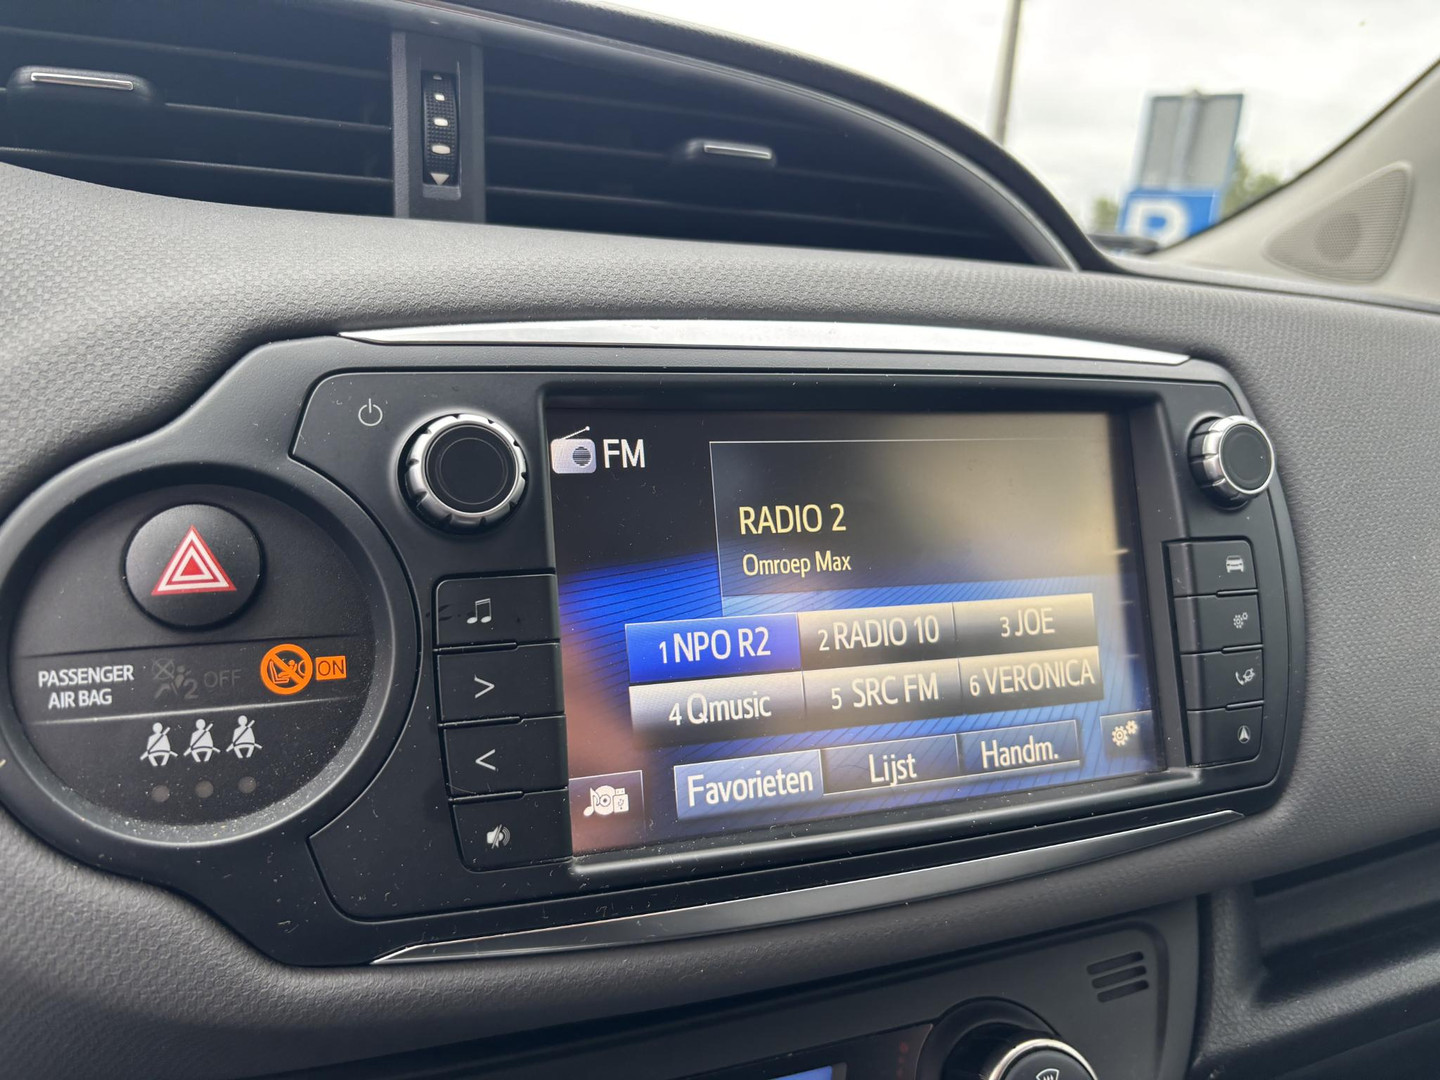 P
FM
RADIO 2
Omroep Max
1 NPO R2
2 RADIO 10
3 JOE
4 Qmusic
5 SRC FM
6 VERONICA
Favorieten
Lijst
Handm.
PASSENGER
AIR BAG
2 OFF
ON